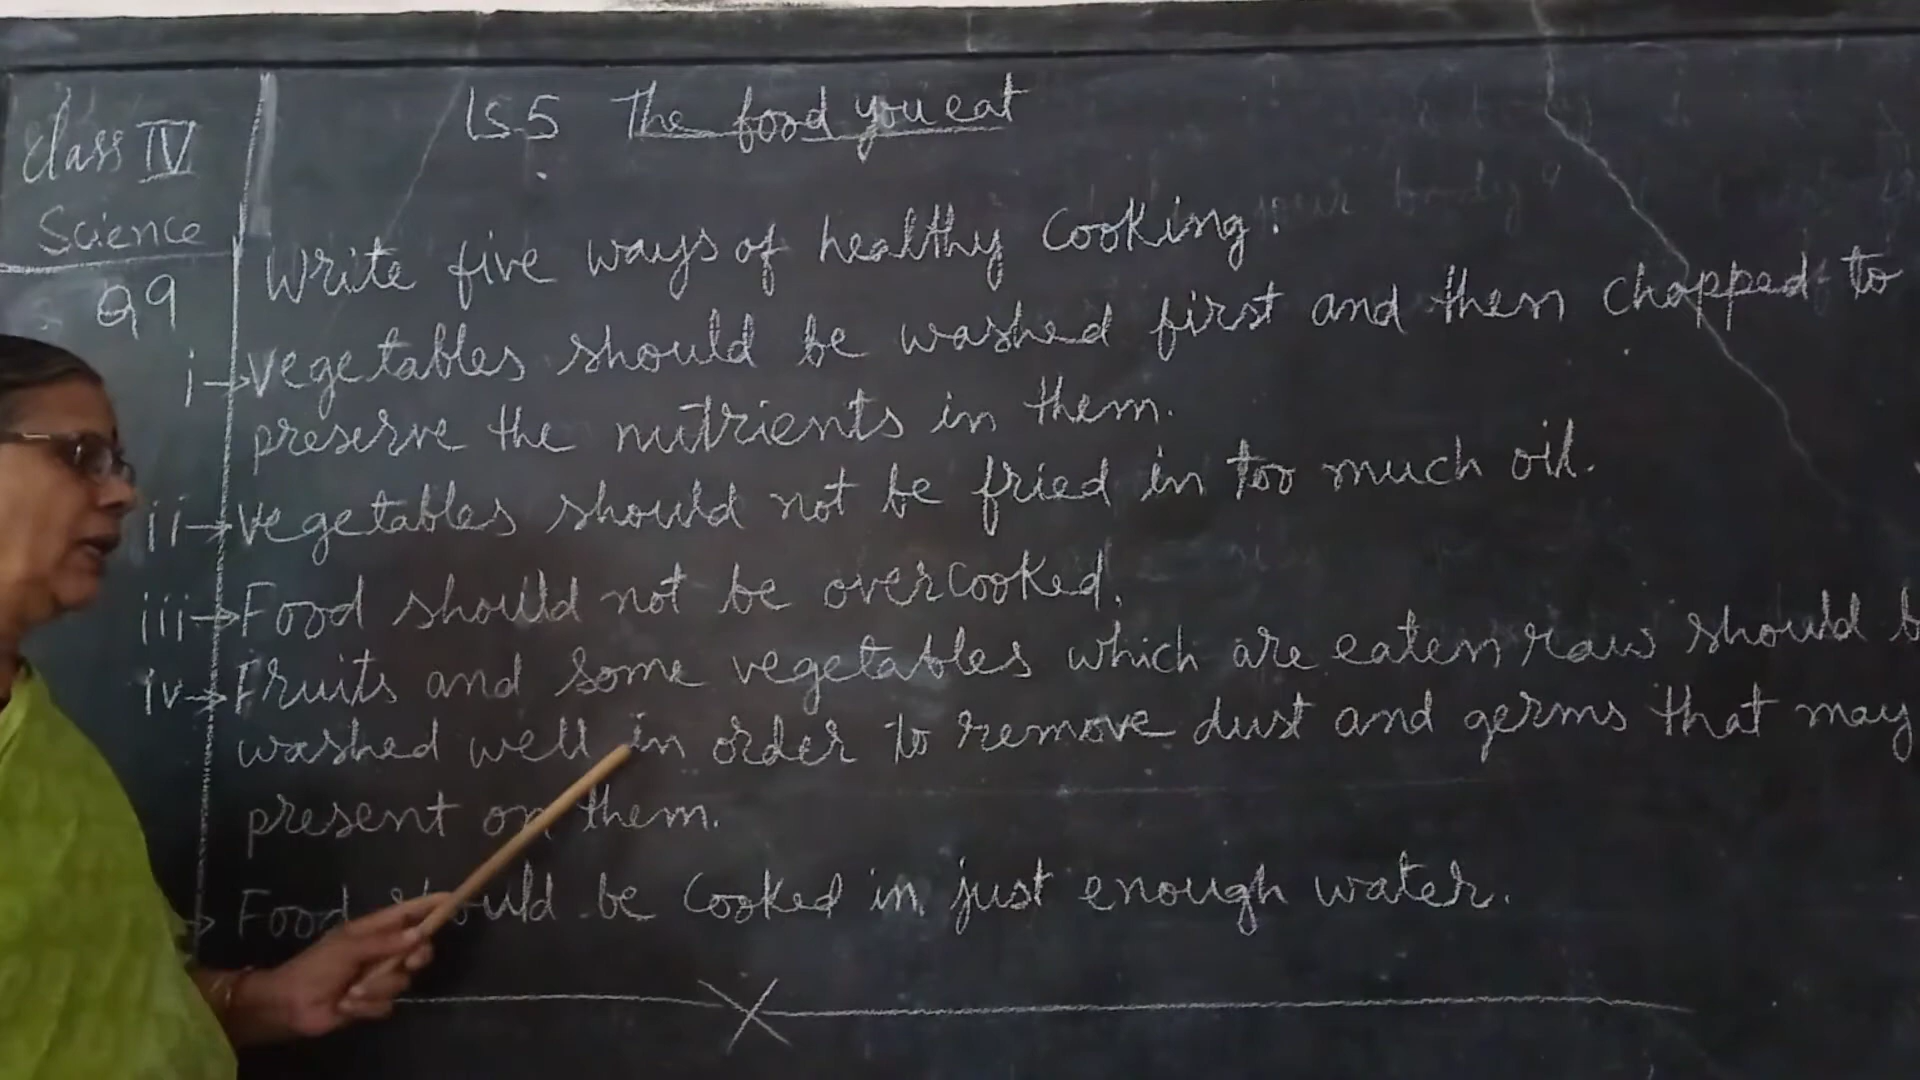 Class IV
Science
LS.5 The food you eat
Q9 Write five ways of healthy cooking.
i→ Vegetables should be washed first and then chopped to
preserve the nutrients in them.
ii→ Vegetables should not be fried in too much oil.
iii→ Food should not be overcooked.
iv→ Fruits and some vegetables which are eaten raw should b
washed well in order to remove dust and germs that may
present on them.
Food should be cooked in just enough water.